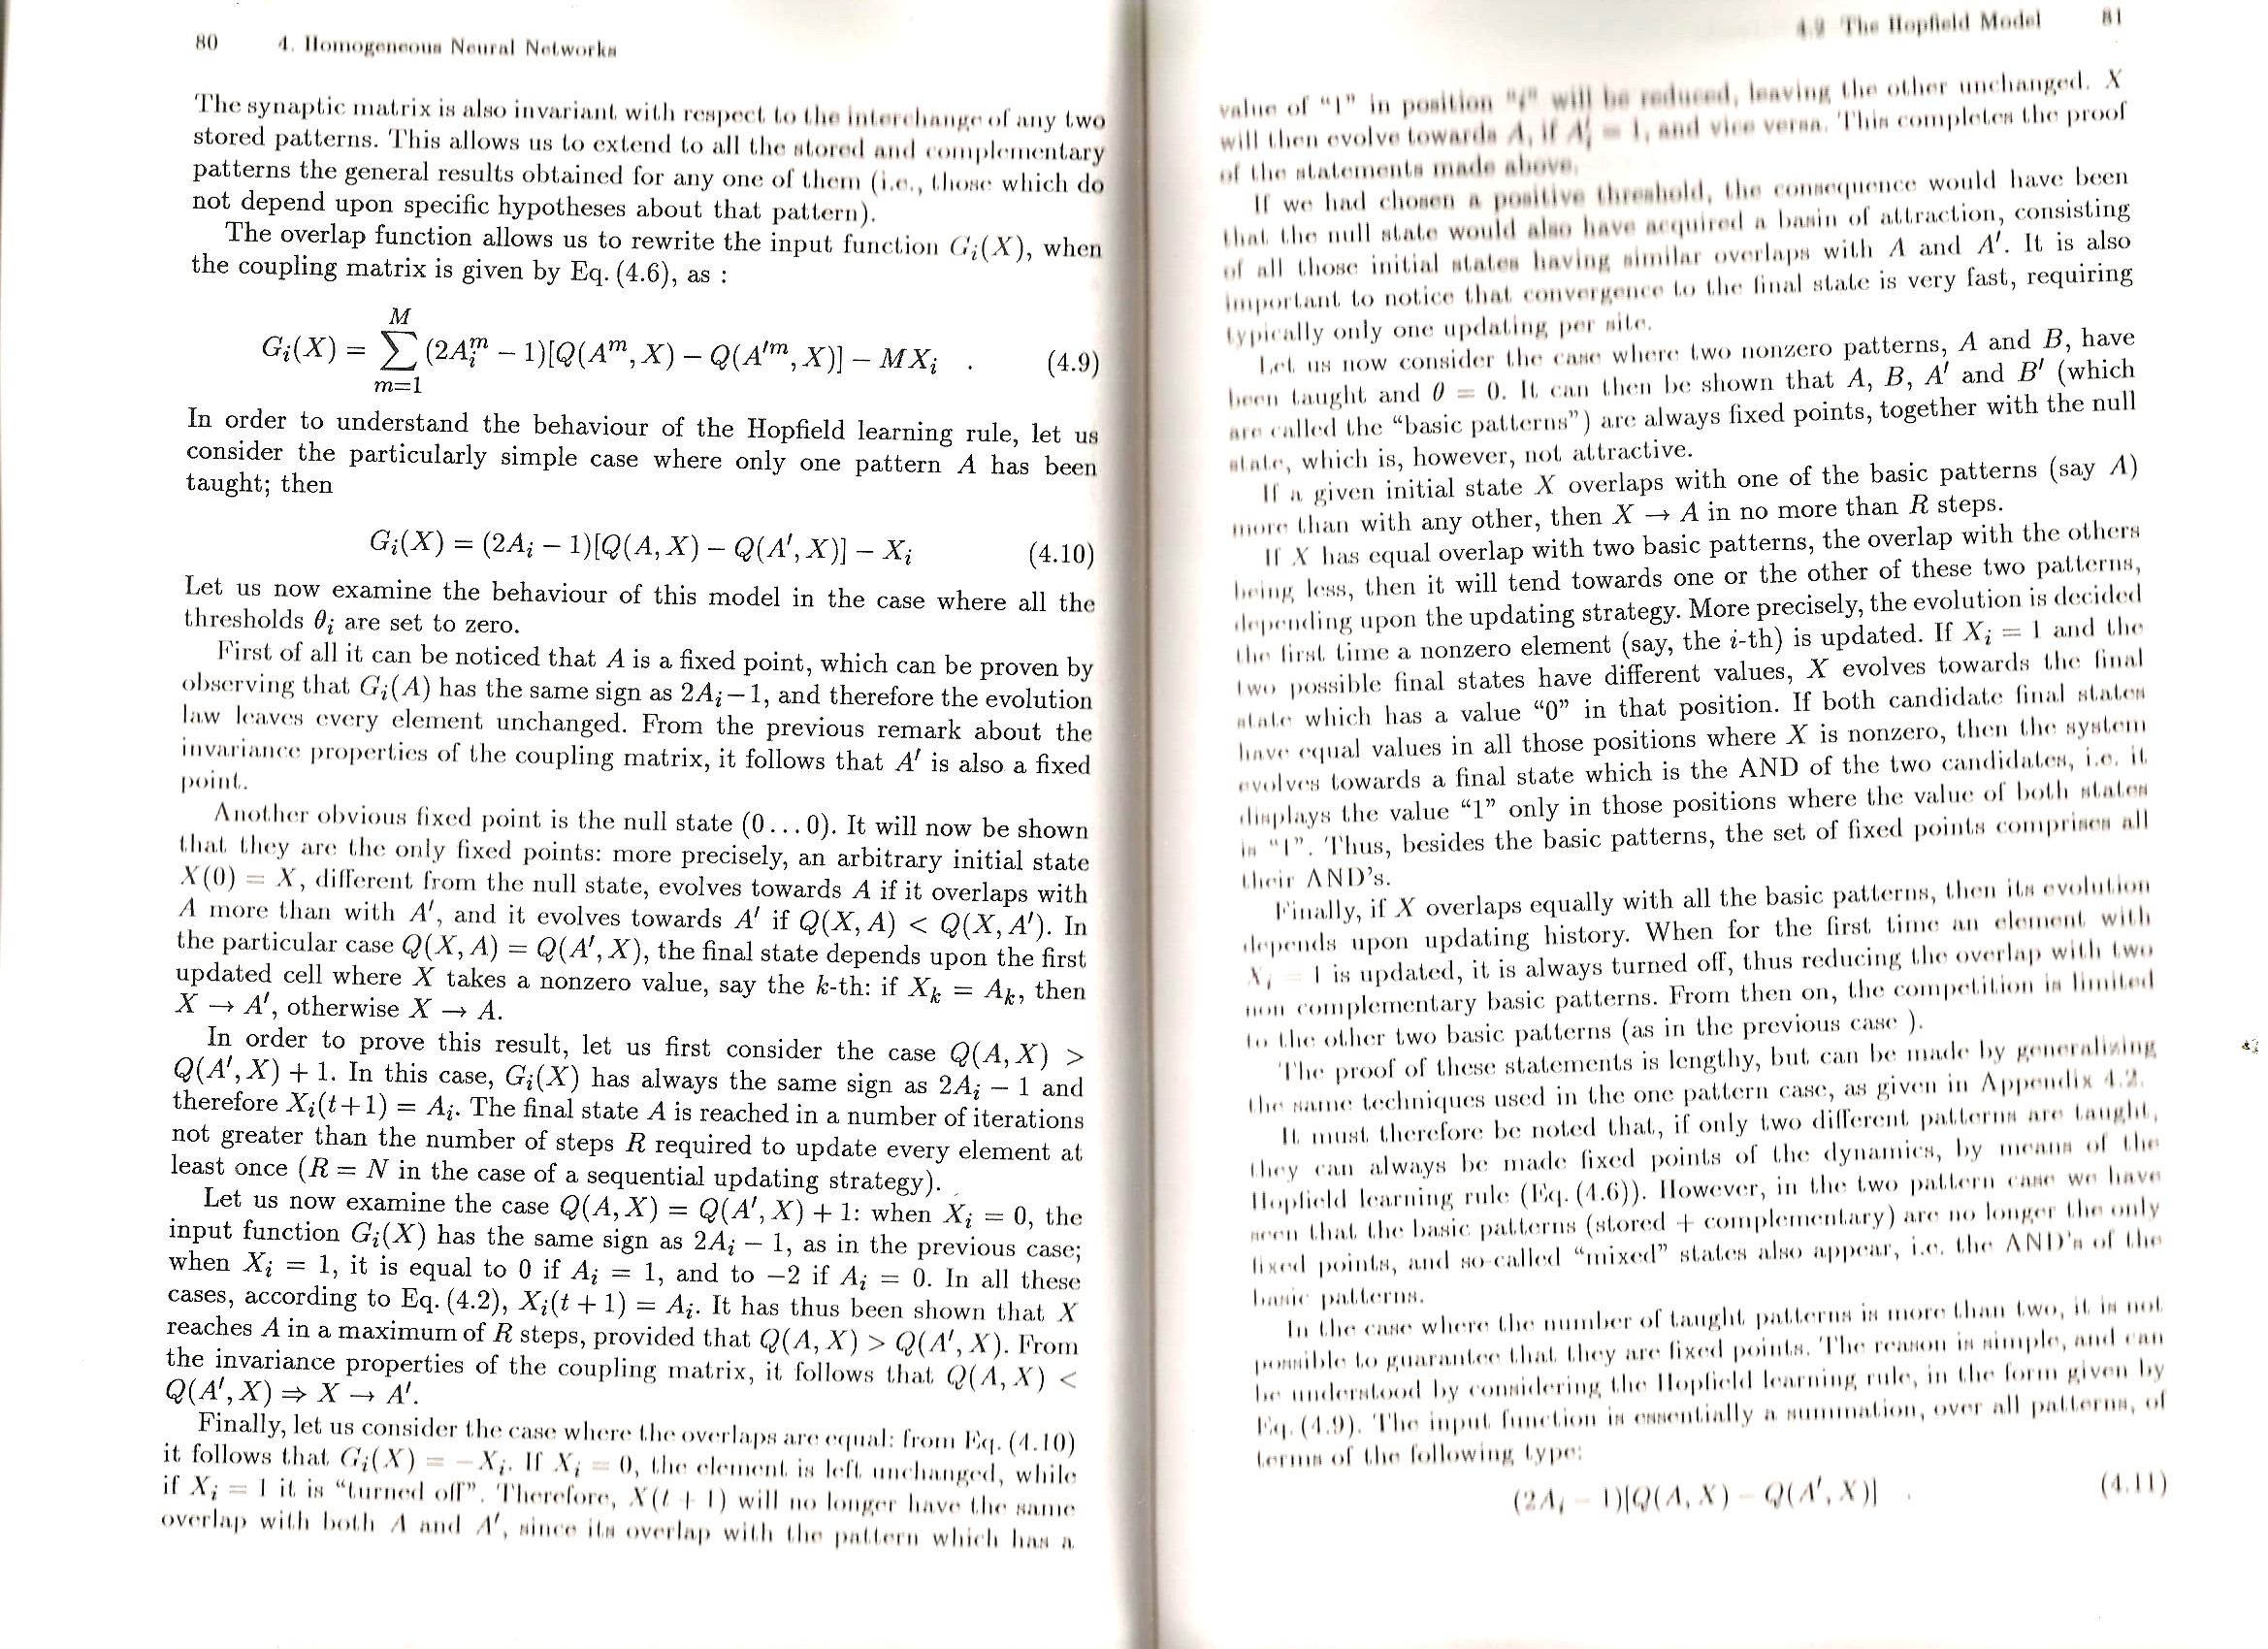 80 4. Homogeneous Neural Networks
The synaptic matrix is also invariant with respect to the interchange of any two
stored patterns. This allows us to extend to all the stored and complementary
patterns the general results obtained for any one of them (i.e., those which do
not depend upon specific hypotheses about that pattern).
The overlap function allows us to rewrite the input function G_i(X), when
the coupling matrix is given by Eq. (4.6), as :
G_i(X) = ∑_{m=1}^{M} (2A_i^m − 1)[Q(A^m, X) − Q(A'^m, X)] − MX_i . (4.9)
In order to understand the behaviour of the Hopfield learning rule, let us
consider the particularly simple case where only one pattern A has been
taught; then
G_i(X) = (2A_i − 1)[Q(A, X) − Q(A', X)] − X_i (4.10)
Let us now examine the behaviour of this model in the case where all the
thresholds θ_i are set to zero.
First of all it can be noticed that A is a fixed point, which can be proven by
observing that G_i(A) has the same sign as 2A_i − 1, and therefore the evolution
law leaves every element unchanged. From the previous remark about the
invariance properties of the coupling matrix, it follows that A' is also a fixed
point.
Another obvious fixed point is the null state (0...0). It will now be shown
that they are the only fixed points: more precisely, an arbitrary initial state
X(0) = X, different from the null state, evolves towards A if it overlaps with
A more than with A', and it evolves towards A' if Q(X, A) < Q(X, A'). In
the particular case Q(X, A) = Q(A', X), the final state depends upon the first
updated cell where X takes a nonzero value, say the k-th: if X_k = A_k, then
X → A', otherwise X → A.
In order to prove this result, let us first consider the case Q(A, X) >
Q(A', X) + 1. In this case, G_i(X) has always the same sign as 2A_i − 1 and
therefore X_i(t+1) = A_i. The final state A is reached in a number of iterations
not greater than the number of steps R required to update every element at
least once (R = N in the case of a sequential updating strategy).
Let us now examine the case Q(A, X) = Q(A', X) + 1: when X_i = 0, the
input function G_i(X) has the same sign as 2A_i − 1, as in the previous case;
when X_i = 1, it is equal to 0 if A_i = 1, and to −2 if A_i = 0. In all these
cases, according to Eq. (4.2), X_i(t + 1) = A_i. It has thus been shown that X
reaches A in a maximum of R steps, provided that Q(A, X) > Q(A', X). From
the invariance properties of the coupling matrix, it follows that Q(A, X) <
Q(A', X) ⇒ X → A'.
Finally, let us consider the case where the overlaps are equal: from Eq. (4.10)
it follows that G_i(X) = −X_i. If X_i = 0, the element is left unchanged, while
if X_i = 1 it is "turned off". Therefore, X(t + 1) will no longer have the same
overlap with both A and A', since its overlap with the pattern which has a
4.2 The Hopfield Model 81
value of "1" in position "i" will be reduced, leaving the other unchanged. X
will then evolve towards A, if A'_i = 1, and vice versa. This completes the proof
of the statements made above.
If we had chosen a positive threshold, the consequence would have been
that the null state would also have acquired a basin of attraction, consisting
of all those initial states having similar overlaps with A and A'. It is also
important to notice that convergence to the final state is very fast, requiring
typically only one updating per site.
Let us now consider the case where two nonzero patterns, A and B, have
been taught and θ = 0. It can then be shown that A, B, A' and B' (which
are called the "basic patterns") are always fixed points, together with the null
state, which is, however, not attractive.
If a given initial state X overlaps with one of the basic patterns (say A)
more than with any other, then X → A in no more than R steps.
If X has equal overlap with two basic patterns, the overlap with the others
being less, then it will tend towards one or the other of these two patterns,
depending upon the updating strategy. More precisely, the evolution is decided
the first time a nonzero element (say, the i-th) is updated. If X_i = 1 and the
two possible final states have different values, X evolves towards the final
state which has a value "0" in that position. If both candidate final states
have equal values in all those positions where X is nonzero, then the system
evolves towards a final state which is the AND of the two candidates, i.e. it
displays the value "1" only in those positions where the value of both states
is "1". Thus, besides the basic patterns, the set of fixed points comprises all
their AND's.
Finally, if X overlaps equally with all the basic patterns, then its evolution
depends upon updating history. When for the first time an element with
X_i = 1 is updated, it is always turned off, thus reducing the overlap with two
non complementary basic patterns. From then on, the competition is limited
to the other two basic patterns (as in the previous case ).
The proof of these statements is lengthy, but can be made by generalizing
the same techniques used in the one pattern case, as given in Appendix 4.2.
It must therefore be noted that, if only two different patterns are taught,
they can always be made fixed points of the dynamics, by means of the
Hopfield learning rule (Eq. (4.6)). However, in the two pattern case we have
seen that the basic patterns (stored + complementary) are no longer the only
fixed points, and so-called "mixed" states also appear, i.e. the AND's of the
basic patterns.
In the case where the number of taught patterns is more than two, it is not
possible to guarantee that they are fixed points. The reason is simple, and can
be understood by considering the Hopfield learning rule, in the form given by
Eq. (4.9). The input function is essentially a summation, over all patterns, of
terms of the following type:
(2A_i − 1)[Q(A, X) − Q(A', X)] . (4.11)